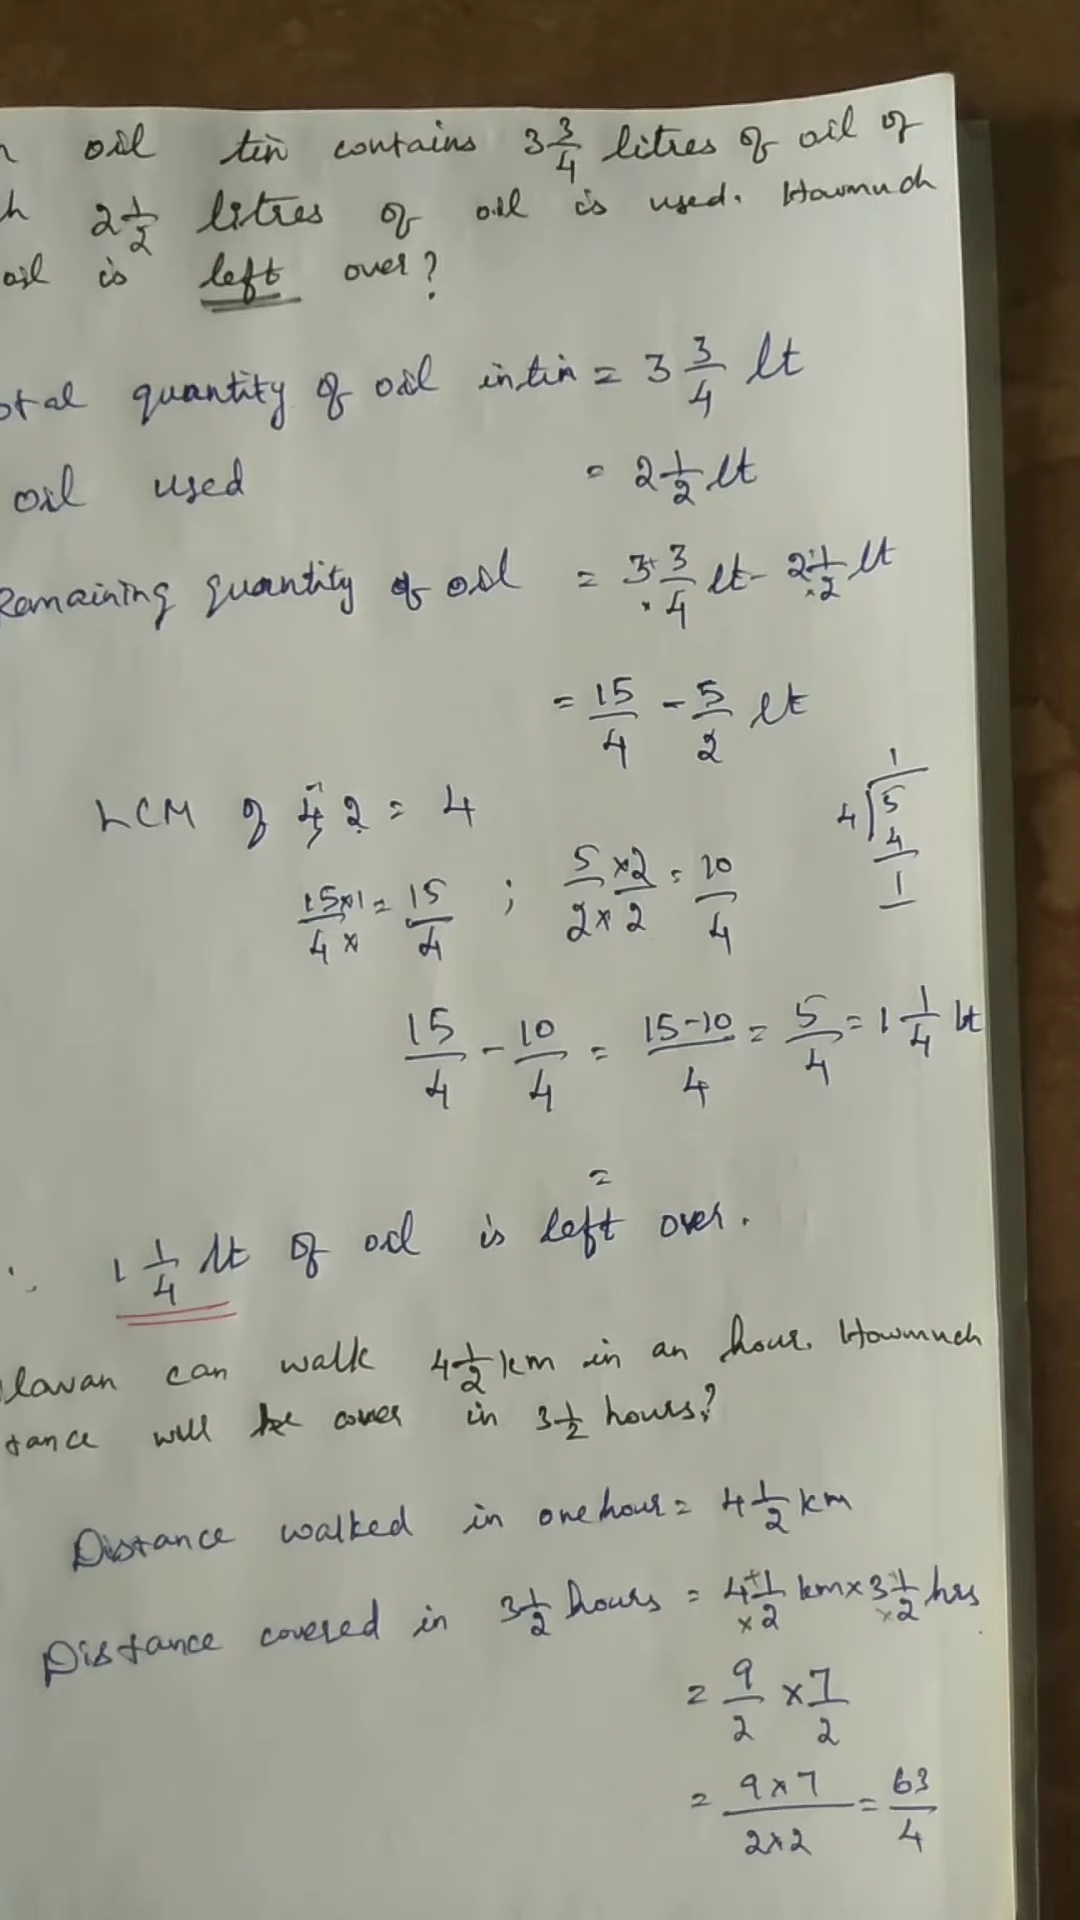 oil tin contains 3 3/4 litres of oil of
2 1/2 litres of oil is used. Howmuch
oil is left over?
quantity of oil in tin = 3 3/4 lt
oil used = 2 1/2 lt
Remaining quantity of oil = 3 + 3/4 lt - 2 + 1/2 lt
= 15/4 - 5/2 lt
LCM of 4, 2 = 4
15 × 1 / 4 × = 15/4 ; 5 × 2 / 2 × 2 = 10/4
1
4 ) 5
4
1
15/4 - 10/4 = 15-10/4 = 5/4 = 1 1/4 lt
=
∴ 1 1/4 lt of oil is left over.
can walk 4 1/2 km in an hour. Howmuch
will he cover in 3 1/2 hours?
Distance walked in one hour = 4 1/2 km
Distance covered in 3 1/2 hours = 4 + 1/2 km × 3 + 1/2 hrs
= 9/2 × 7/2
= 9 × 7 / 2 × 2 = 63/4